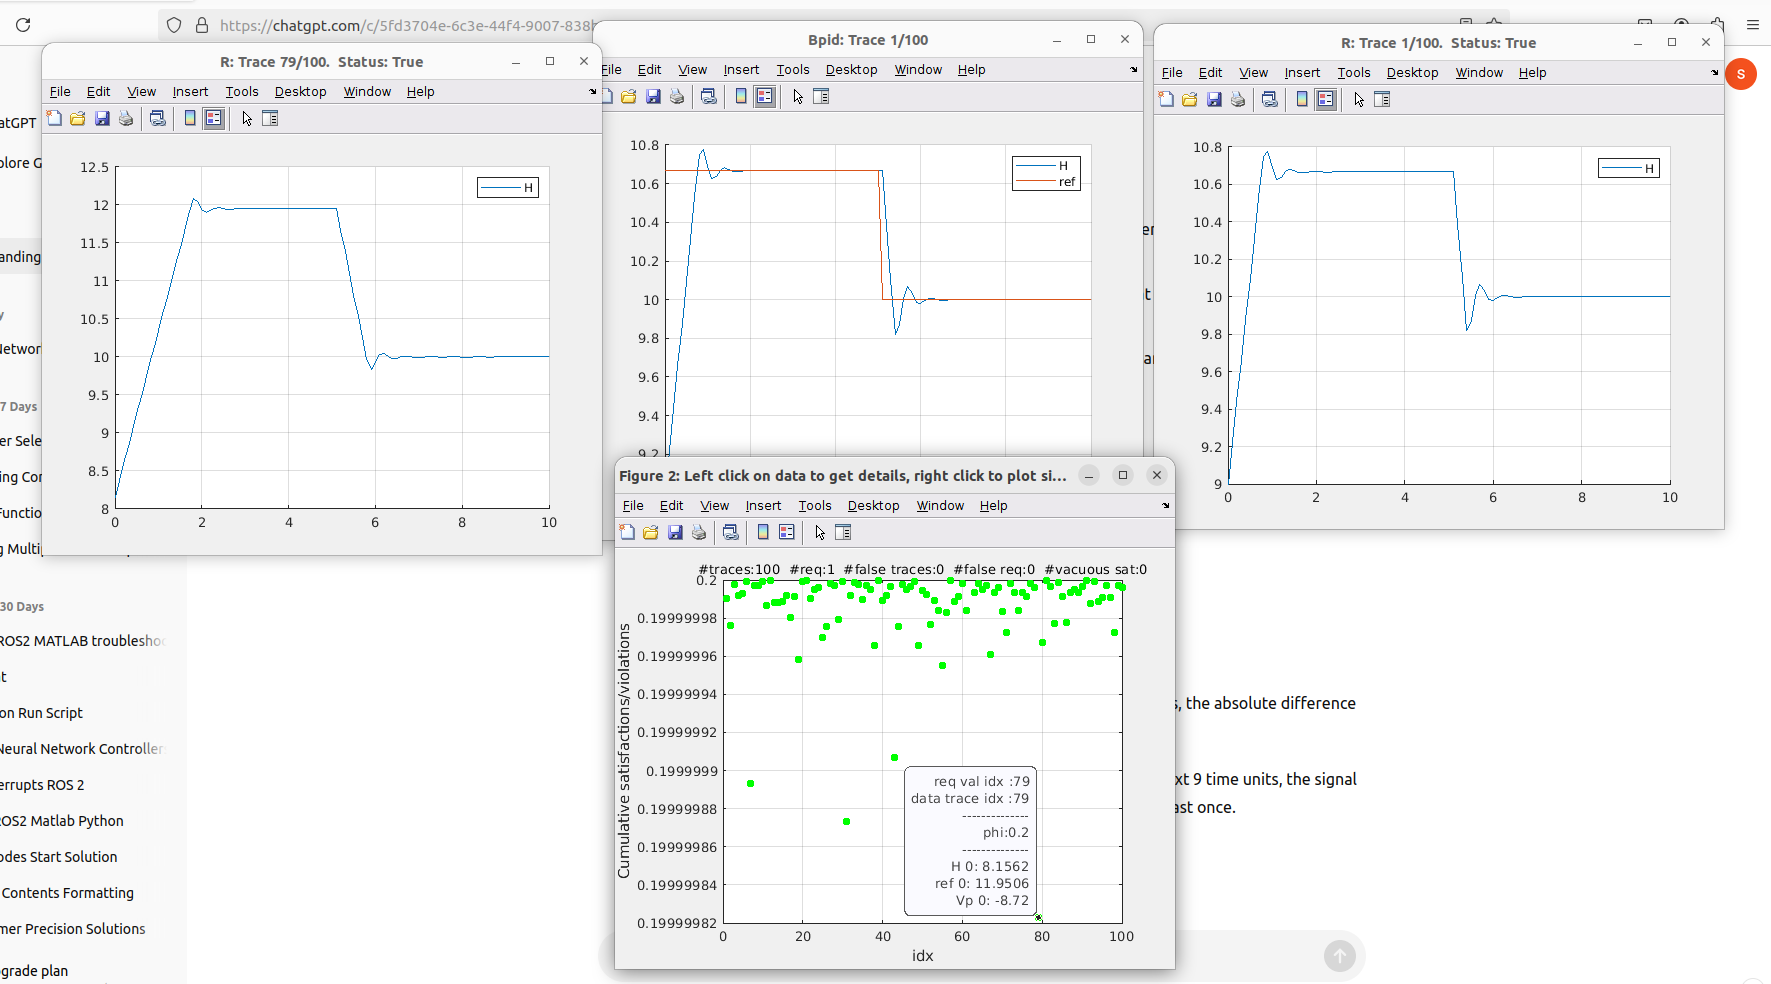 https://chatgpt.com/c/5fd3704e-6c3e-44f4-9007-838b
S
atGPT
plore G
anding
y
Networ
7 Days
er Sele
ing Con
Functio
g Multi
30 Days
ROS2 MATLAB troubleshoo
t
on Run Script
Neural Network Controller
errupts ROS 2
ROS2 Matlab Python
odes Start Solution
Contents Formatting
mer Precision Solutions
grade plan
R: Trace 79/100. Status: True
File Edit View Insert Tools Desktop Window Help
H
12.5
12
11.5
11
10.5
10
9.5
9
8.5
8
0 2 4 6 8 10
Bpid: Trace 1/100
File Edit View Insert Tools Desktop Window Help
H
ref
10.8
10.6
10.4
10.2
10
9.8
9.6
9.4
9.2
R: Trace 1/100. Status: True
File Edit View Insert Tools Desktop Window Help
H
10.8
10.6
10.4
10.2
10
9.8
9.6
9.4
9.2
9
0 2 4 6 8 10
er
t
ar
s, the absolute difference
xt 9 time units, the signal
ast once.
Figure 2: Left click on data to get details, right click to plot si...
File Edit View Insert Tools Desktop Window Help
#traces:100 #req:1 #false traces:0 #false req:0 #vacuous sat:0
Cumulative satisfactions/violations
0.2
0.19999998
0.19999996
0.19999994
0.19999992
0.1999999
0.19999988
0.19999986
0.19999984
0.19999982
req val idx :79
data trace idx :79
--------------
phi:0.2
--------------
H 0: 8.1562
ref 0: 11.9506
Vp 0: -8.72
0 20 40 60 80 100
idx